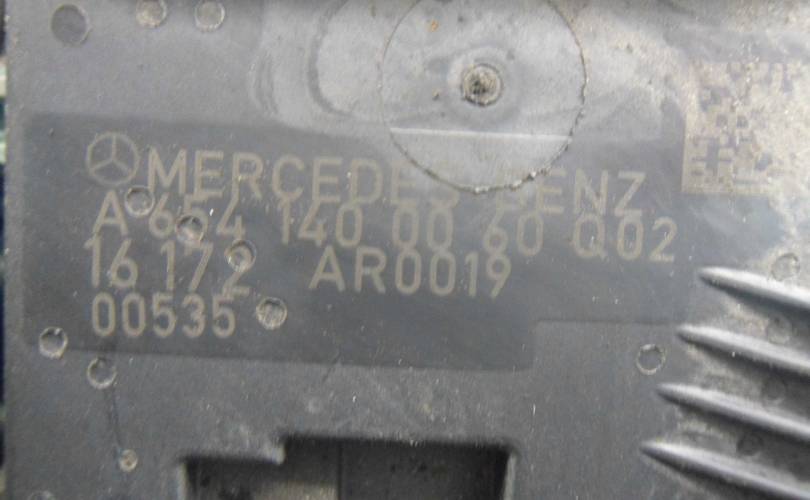 MERCEDES BENZ
A 654 140 00 60 Q02
16 172 AR0019
00535